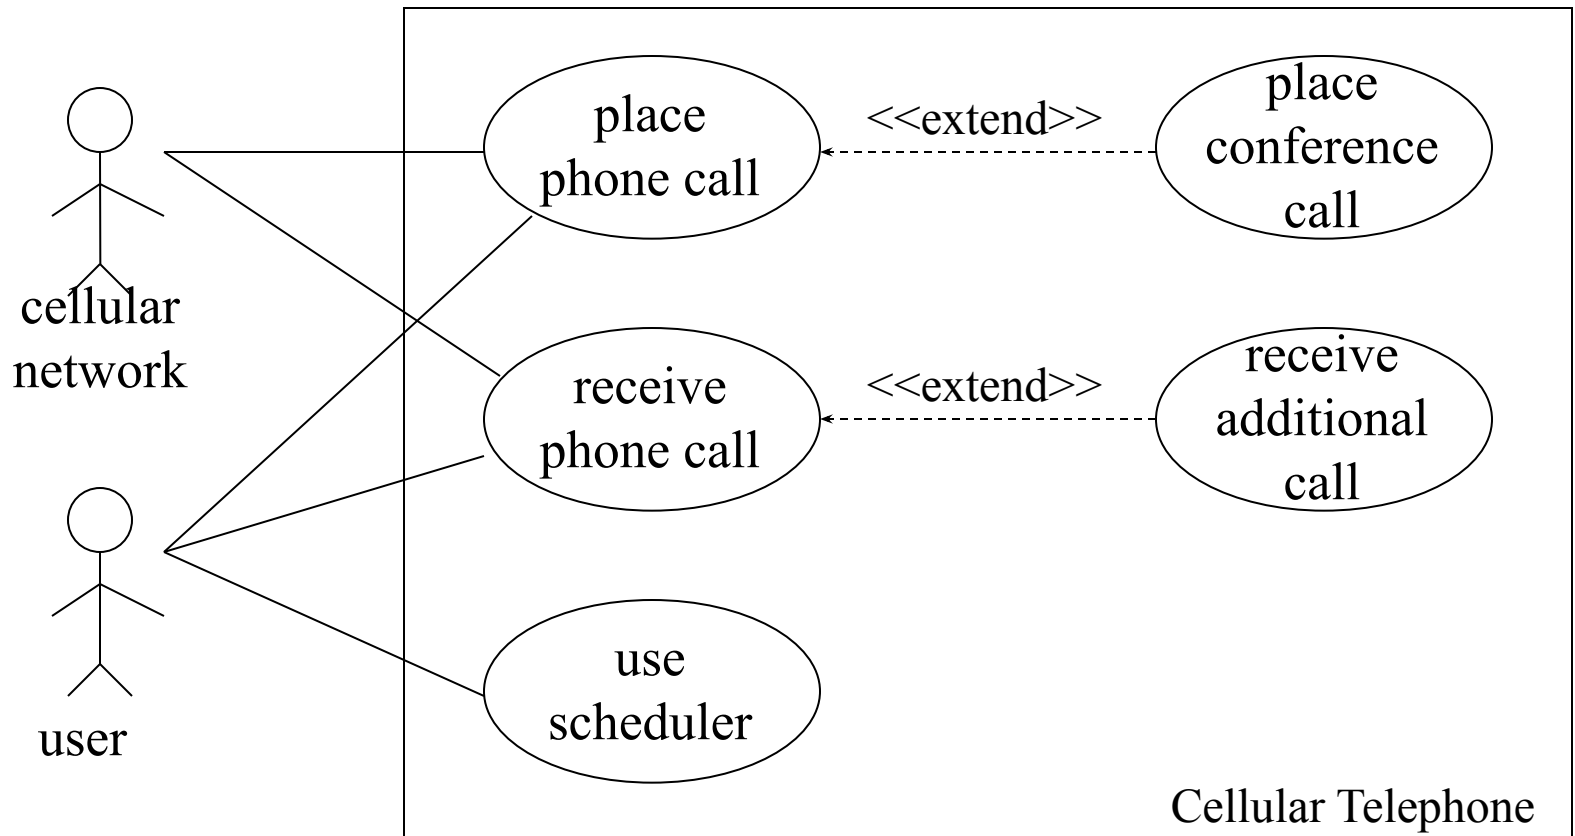 place
phone call
<<extend>>
place
conference
call
cellular
network
receive
phone call
<<extend>>
receive
additional
call
user
use
scheduler
Cellular Telephone